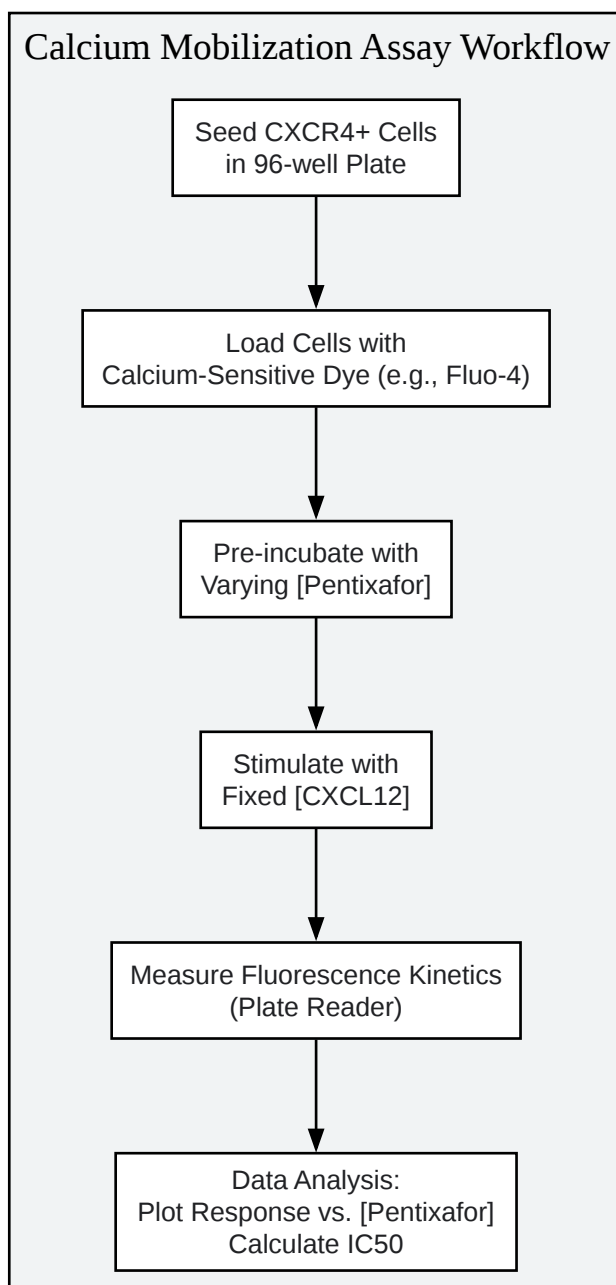 Calcium Mobilization Assay Workflow
Seed CXCR4+ Cells
in 96-well Plate
Load Cells with
Calcium-Sensitive Dye (e.g., Fluo-4)
Pre-incubate with
Varying [Pentixafor]
Stimulate with
Fixed [CXCL12]
Measure Fluorescence Kinetics
(Plate Reader)
Data Analysis:
Plot Response vs. [Pentixafor]
Calculate IC50